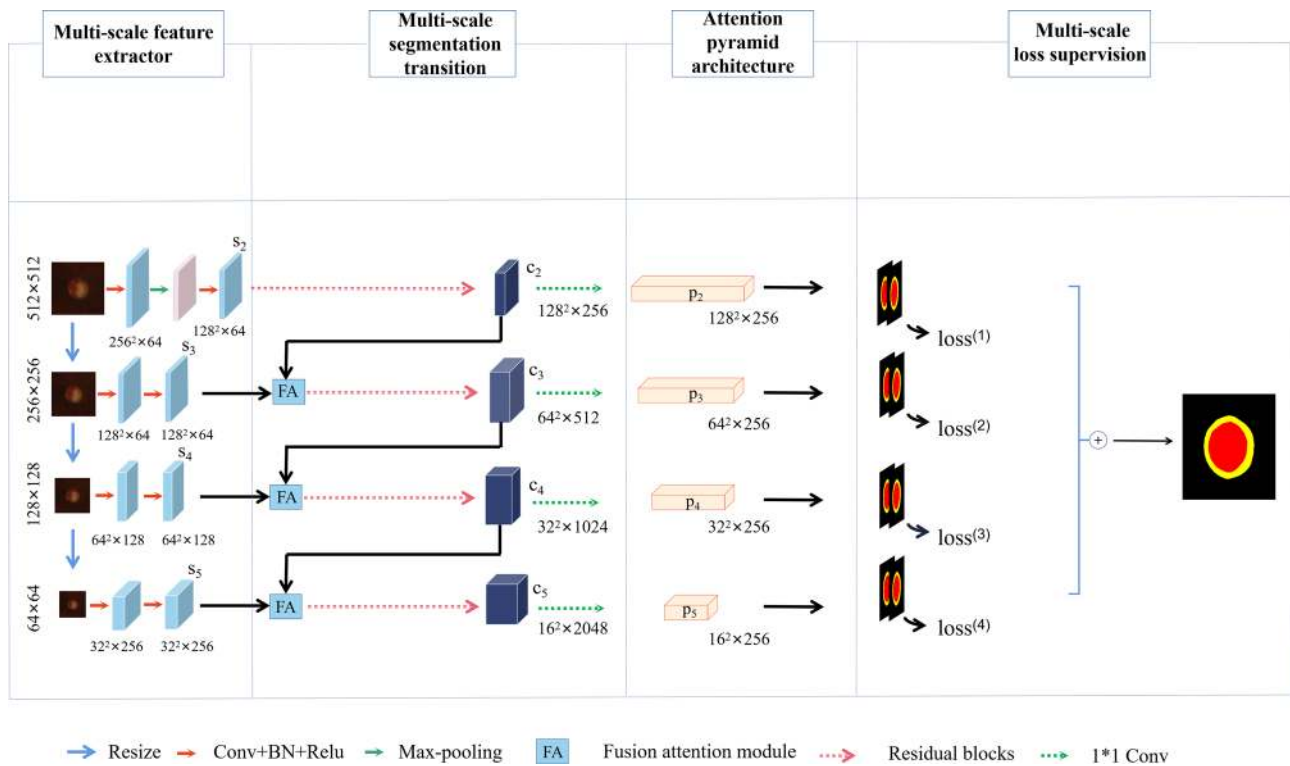 Multi-scale feature
extractor
Multi-scale
segmentation
transition
Attention
pyramid
architecture
Multi-scale
loss supervision
512×512
256²×64
s₂
128²×64
c₂
128²×256
p₂
128²×256
loss⁽¹⁾
256×256
128²×64
s₃
128²×64
FA
c₃
64²×512
p₃
64²×256
loss⁽²⁾
+
128×128
64²×128
s₄
64²×128
FA
c₄
32²×1024
p₄
32²×256
loss⁽³⁾
64×64
32²×256
s₅
32²×256
FA
c₅
16²×2048
p₅
16²×256
loss⁽⁴⁾
Resize Conv+BN+Relu Max-pooling FA Fusion attention module Residual blocks 1*1 Conv